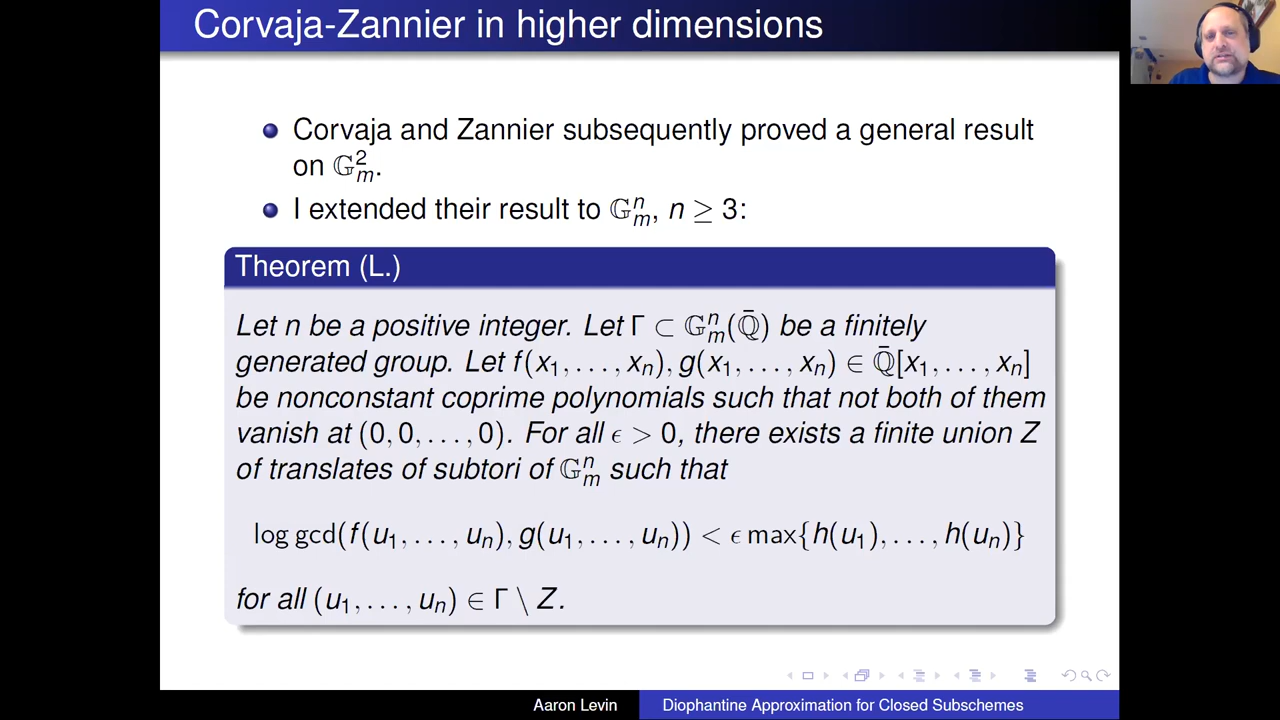 Corvaja-Zannier in higher dimensions
Corvaja and Zannier subsequently proved a general result
on 𝔾²ₘ.
I extended their result to 𝔾ⁿₘ, n ≥ 3:
Theorem (L.)
Let n be a positive integer. Let Γ ⊂ 𝔾ⁿₘ(ℚ̄) be a finitely
generated group. Let f(x₁, . . . , xₙ), g(x₁, . . . , xₙ) ∈ ℚ̄[x₁, . . . , xₙ]
be nonconstant coprime polynomials such that not both of them
vanish at (0, 0, . . . , 0). For all ϵ > 0, there exists a finite union Z
of translates of subtori of 𝔾ⁿₘ such that
log gcd(f(u₁, . . . , uₙ), g(u₁, . . . , uₙ)) < ϵ max{h(u₁), . . . , h(uₙ)}
for all (u₁, . . . , uₙ) ∈ Γ \ Z.
Aaron Levin
Diophantine Approximation for Closed Subschemes